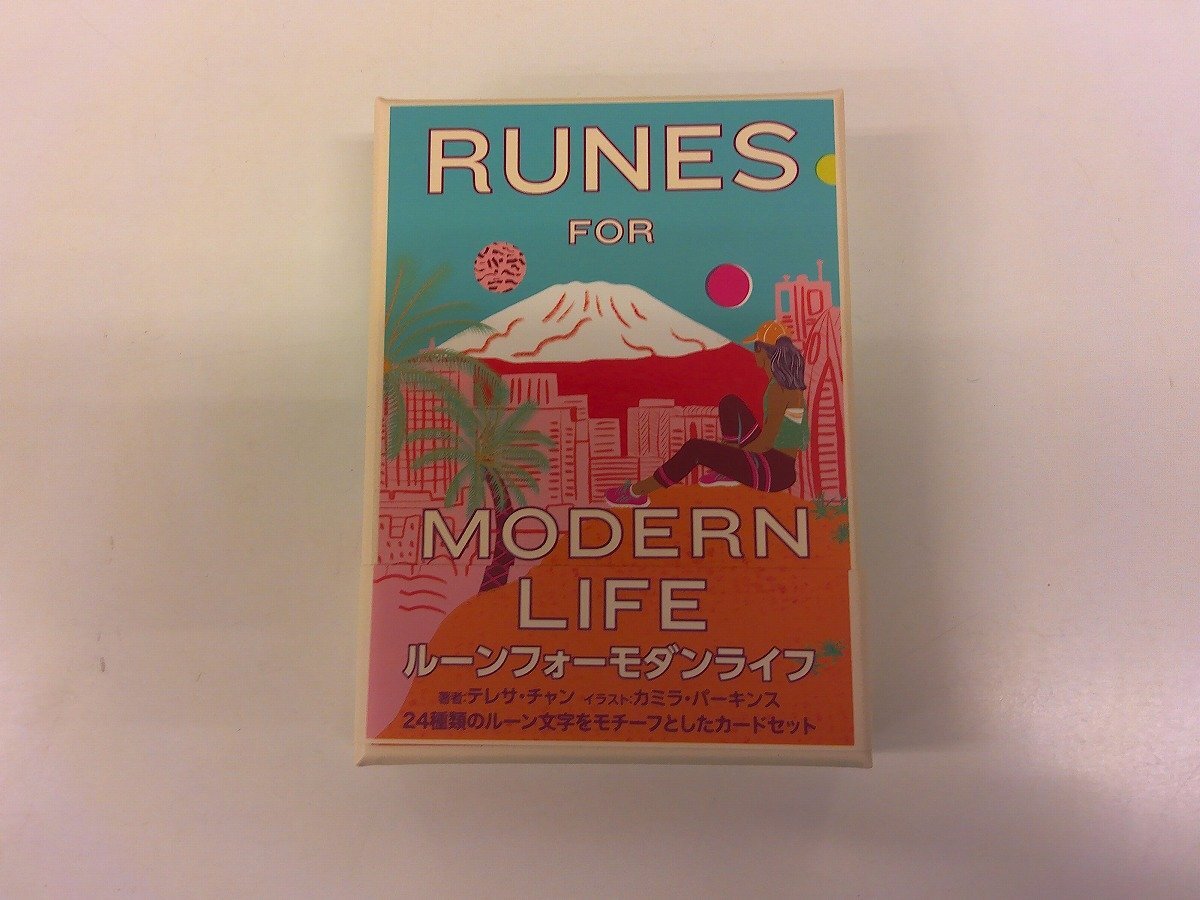 RUNES
FOR
MODERN
LIFE
ルーンフォーモダンライフ
著者:テレサ・チャン イラスト:カミラ・パーキンス
24種類のルーン文字をモチーフとしたカードセット